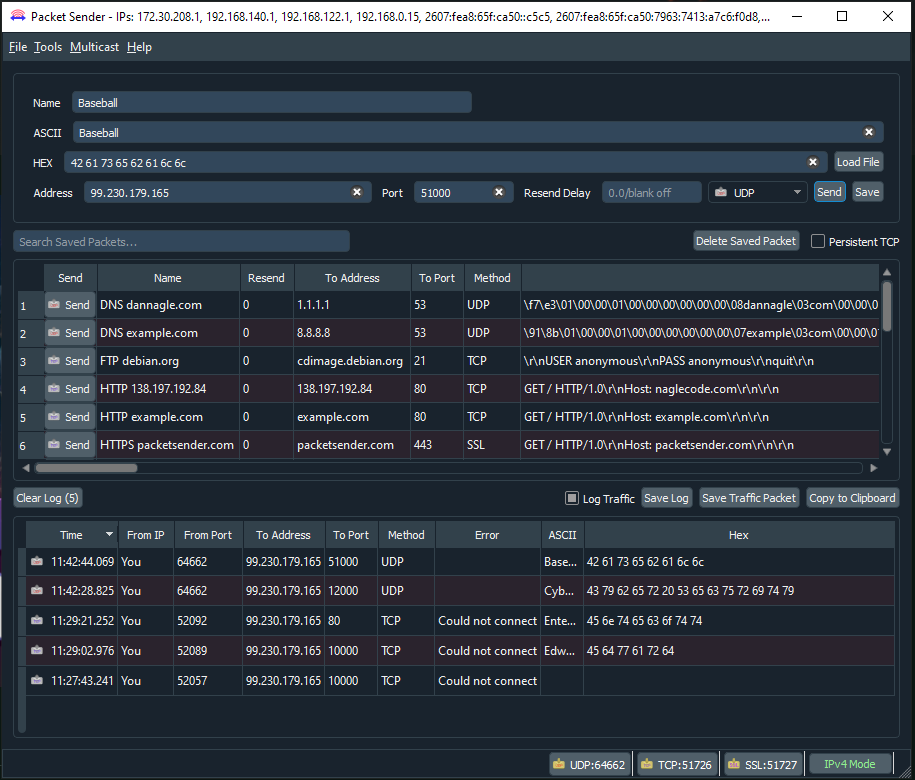 Packet Sender - IPs: 172.30.208.1, 192.168.140.1, 192.168.122.1, 192.168.0.15, 2607:fea8:65f:ca50::c5c5, 2607:fea8:65f:ca50:7963:7413:a7c6:f0d8,...
File Tools Multicast Help
Name Baseball
ASCII Baseball
HEX 42 61 73 65 62 61 6c 6c Load File
Address 99.230.179.165 Port 51000 Resend Delay 0.0/blank off UDP Send Save
Search Saved Packets... Delete Saved Packet Persistent TCP
Send Name Resend To Address To Port Method
1 Send DNS dannagle.com 0 1.1.1.1 53 UDP \f7\e3\01\00\00\01\00\00\00\00\00\00\08dannagle\03com\00\00\0
2 Send DNS example.com 0 8.8.8.8 53 UDP \91\8b\01\00\00\01\00\00\00\00\00\00\07example\03com\00\00\0
3 Send FTP debian.org 0 cdimage.debian.org 21 TCP \r\nUSER anonymous\r\nPASS anonymous\r\nquit\r\n
4 Send HTTP 138.197.192.84 0 138.197.192.84 80 TCP GET / HTTP/1.0\r\nHost: naglecode.com\r\n\r\n
5 Send HTTP example.com 0 example.com 80 TCP GET / HTTP/1.0\r\nHost: example.com\r\n\r\n
6 Send HTTPS packetsender.com 0 packetsender.com 443 SSL GET / HTTP/1.0\r\nHost: packetsender.com\r\n\r\n
Clear Log (5) Log Traffic Save Log Save Traffic Packet Copy to Clipboard
Time From IP From Port To Address To Port Method Error ASCII Hex
11:42:44.069 You 64662 99.230.179.165 51000 UDP Base... 42 61 73 65 62 61 6c 6c
11:42:28.825 You 64662 99.230.179.165 12000 UDP Cyb... 43 79 62 65 72 20 53 65 63 75 72 69 74 79
11:29:21.252 You 52092 99.230.179.165 80 TCP Could not connect Ente... 45 6e 74 65 63 6f 74 74
11:29:02.976 You 52089 99.230.179.165 10000 TCP Could not connect Edw... 45 64 77 61 72 64
11:27:43.241 You 52057 99.230.179.165 10000 TCP Could not connect
UDP:64662 TCP:51726 SSL:51727 IPv4 Mode